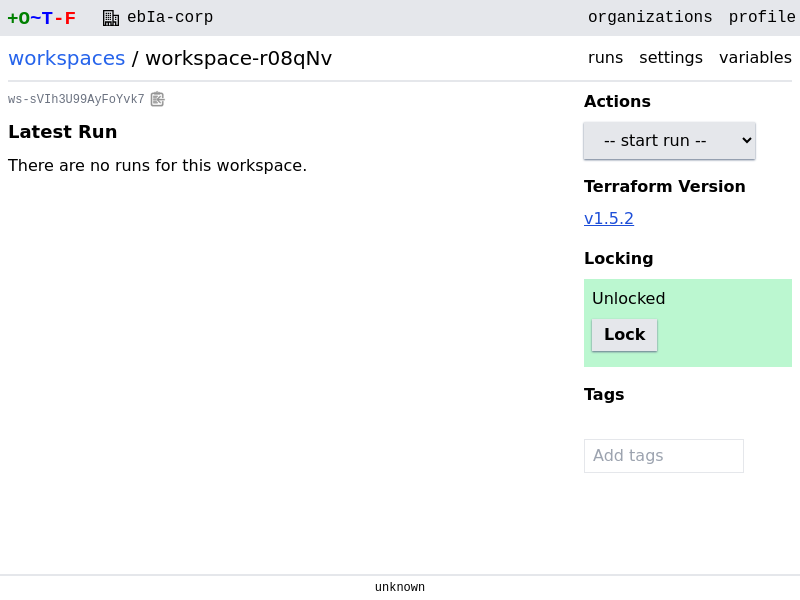 +O~T-F ebIa-corp organizations profile
workspaces / workspace-r08qNv runs settings variables
ws-sVIh3U99AyFoYvk7
Latest Run
There are no runs for this workspace.
Actions
-- start run --
Terraform Version
v1.5.2
Locking
Unlocked
Lock
Tags
Add tags
unknown